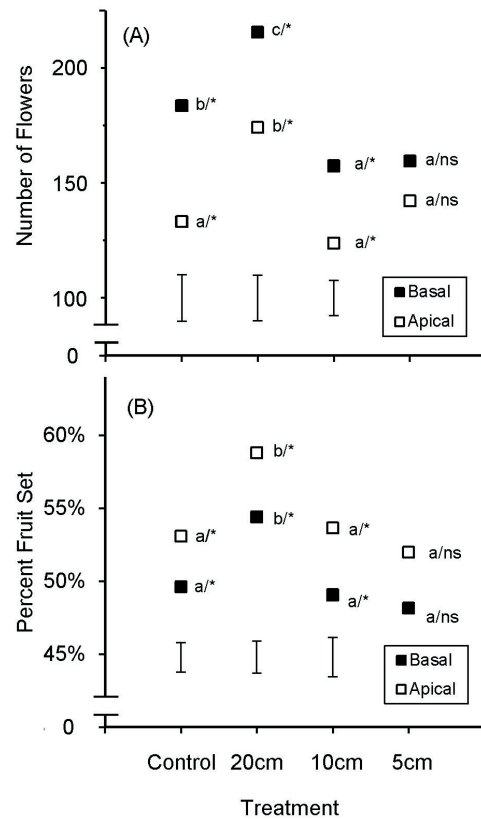 (A)
Number of Flowers
200
150
100
0
b/*
a/*
c/*
b/*
a/*
a/*
a/ns
a/ns
Basal
Apical
(B)
Percent Fruit Set
60%
55%
50%
45%
0
a/*
a/*
b/*
b/*
a/*
a/*
a/ns
a/ns
Basal
Apical
Control 20cm 10cm 5cm
Treatment